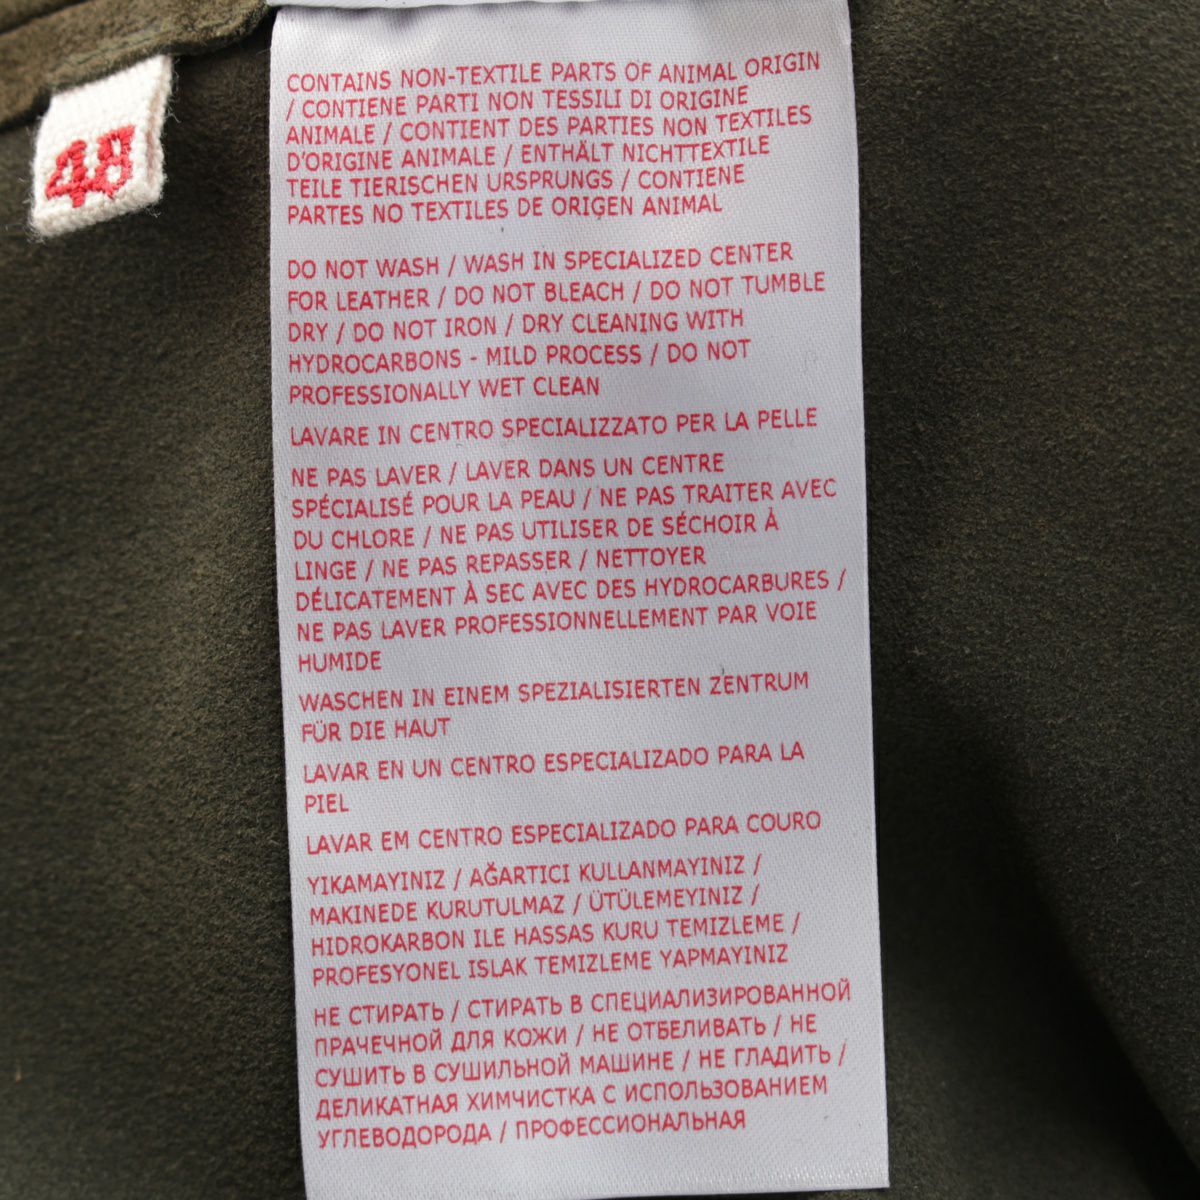 48
CONTAINS NON-TEXTILE PARTS OF ANIMAL ORIGIN
/ CONTIENE PARTI NON TESSILI DI ORIGINE
ANIMALE / CONTIENT DES PARTIES NON TEXTILES
D'ORIGINE ANIMALE / ENTHÄLT NICHTTEXTILE
TEILE TIERISCHEN URSPRUNGS / CONTIENE
PARTES NO TEXTILES DE ORIGEN ANIMAL
DO NOT WASH / WASH IN SPECIALIZED CENTER
FOR LEATHER / DO NOT BLEACH / DO NOT TUMBLE
DRY / DO NOT IRON / DRY CLEANING WITH
HYDROCARBONS - MILD PROCESS / DO NOT
PROFESSIONALLY WET CLEAN
LAVARE IN CENTRO SPECIALIZZATO PER LA PELLE
NE PAS LAVER / LAVER DANS UN CENTRE
SPÉCIALISÉ POUR LA PEAU / NE PAS TRAITER AVEC
DU CHLORE / NE PAS UTILISER DE SÉCHOIR À
LINGE / NE PAS REPASSER / NETTOYER
DÉLICATEMENT À SEC AVEC DES HYDROCARBURES /
NE PAS LAVER PROFESSIONNELLEMENT PAR VOIE
HUMIDE
WASCHEN IN EINEM SPEZIALISIERTEN ZENTRUM
FÜR DIE HAUT
LAVAR EN UN CENTRO ESPECIALIZADO PARA LA
PIEL
LAVAR EM CENTRO ESPECIALIZADO PARA COURO
YIKAMAYINIZ / AĞARTICI KULLANMAYINIZ /
MAKINEDE KURUTULMAZ / ÜTÜLEMEYINIZ /
HIDROKARBON ILE HASSAS KURU TEMIZLEME /
PROFESYONEL ISLAK TEMIZLEME YAPMAYINIZ
НЕ СТИРАТЬ / СТИРАТЬ В СПЕЦИАЛИЗИРОВАННОЙ
ПРАЧЕЧНОЙ ДЛЯ КОЖИ / НЕ ОТБЕЛИВАТЬ / НЕ
СУШИТЬ В СУШИЛЬНОЙ МАШИНЕ / НЕ ГЛАДИТЬ /
ДЕЛИКАТНАЯ ХИМЧИСТКА С ИСПОЛЬЗОВАНИЕМ
УГЛЕВОДОРОДА / ПРОФЕССИОНАЛЬНАЯ